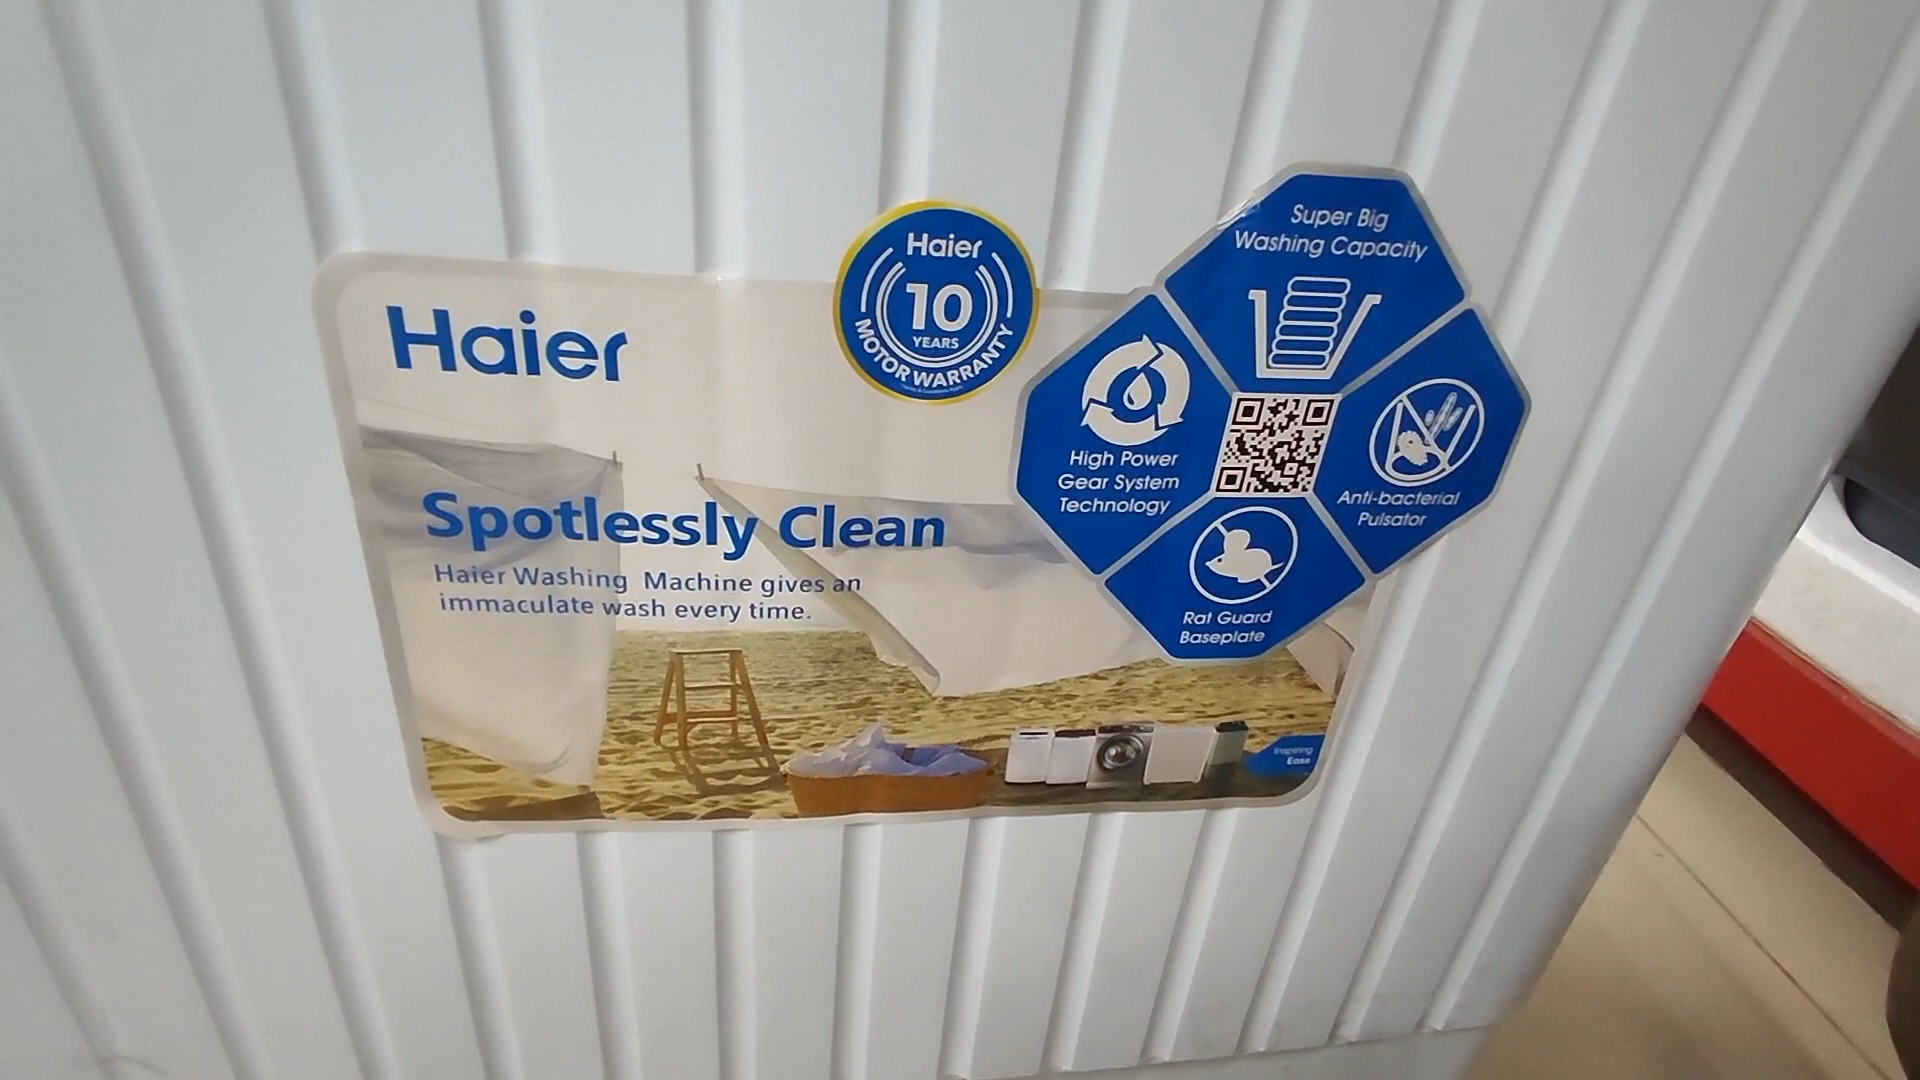 Haier
Haier
10
YEARS
MOTOR WARRANTY
Super Big
Washing Capacity
High Power
Gear System
Technology
Anti-bacterial
Pulsator
Rat Guard
Baseplate
Spotlessly Clean
Haier Washing Machine gives an
immaculate wash every time.
Inspiring
Ease